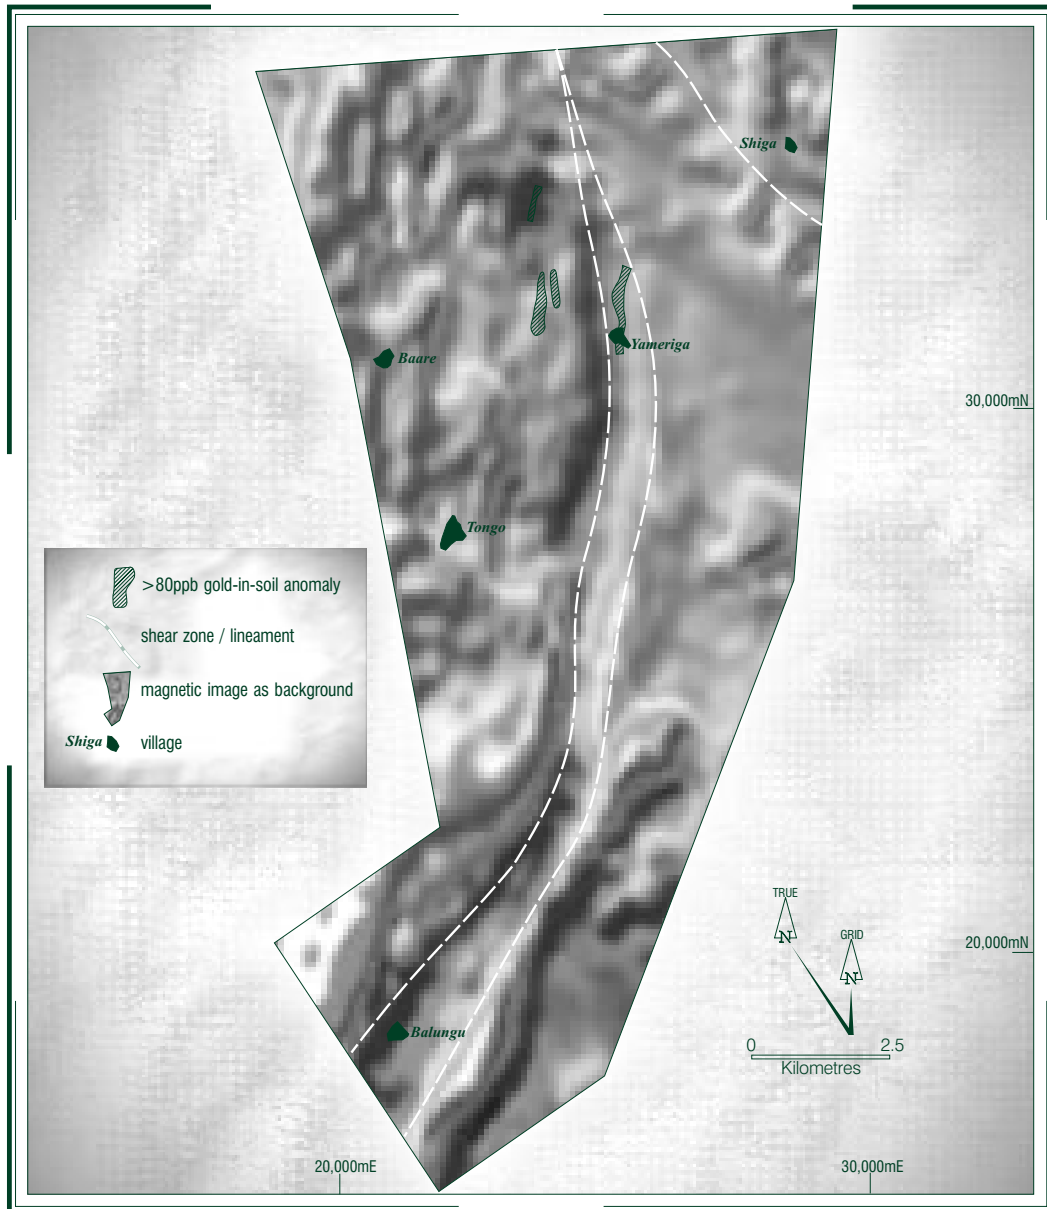 Shiga
Yameriga
Baare
30,000mN
Tongo
>80ppb gold-in-soil anomaly
shear zone / lineament
magnetic image as background
Shiga village
TRUE
N
GRID
N
20,000mN
Balungu
0 2.5
Kilometres
20,000mE 30,000mE